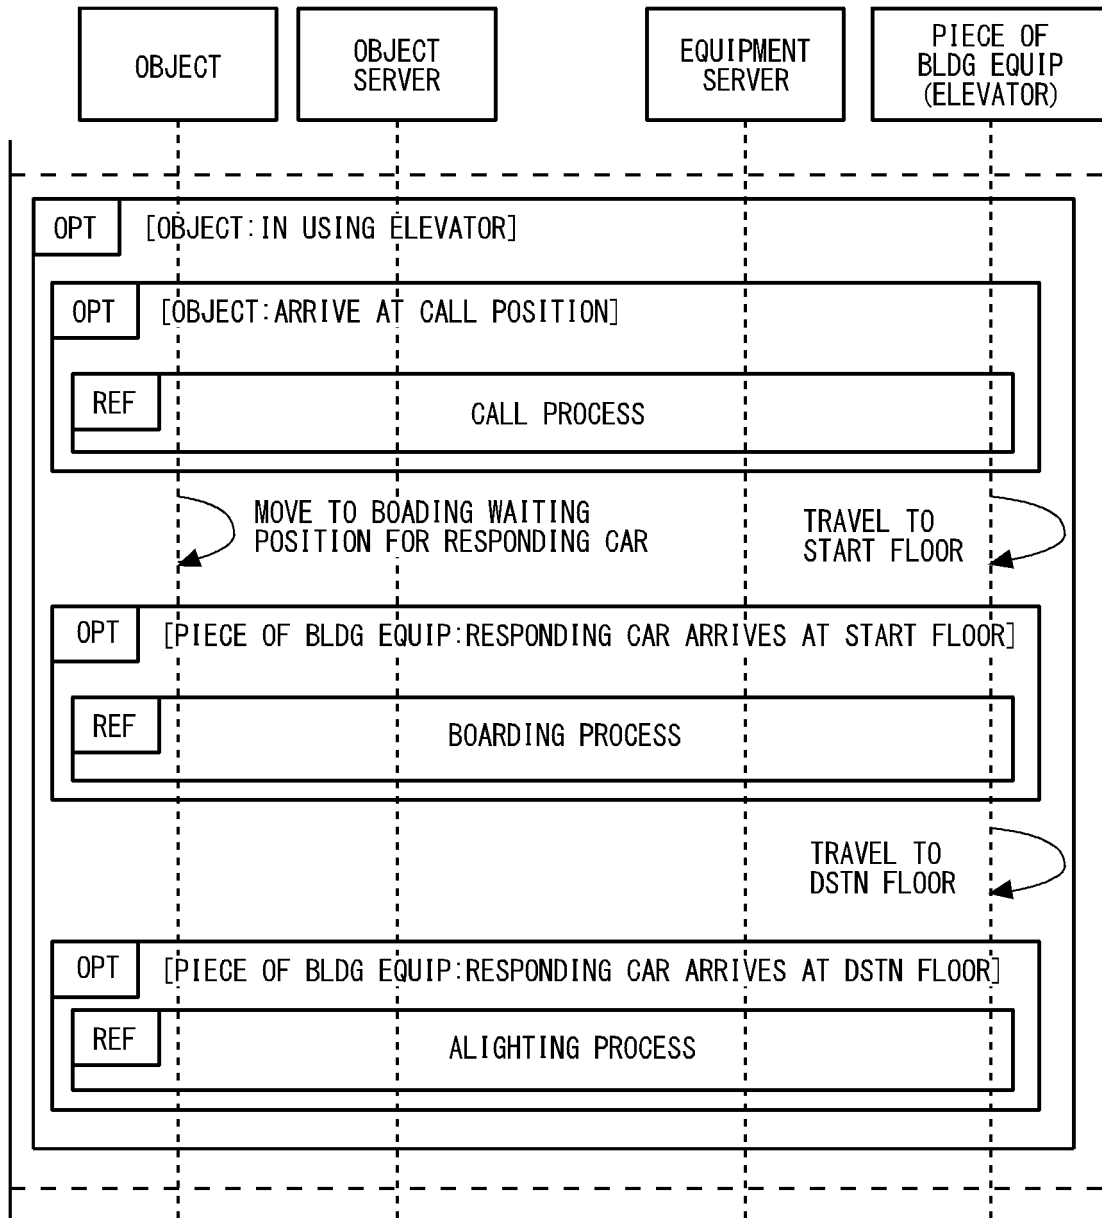 OBJECT
OBJECT
SERVER
EQUIPMENT
SERVER
PIECE OF
BLDG EQUIP
(ELEVATOR)
OPT
[OBJECT:IN USING ELEVATOR]
OPT
[OBJECT:ARRIVE AT CALL POSITION]
REF
CALL PROCESS
MOVE TO BOADING WAITING
POSITION FOR RESPONDING CAR
TRAVEL TO
START FLOOR
OPT
[PIECE OF BLDG EQUIP:RESPONDING CAR ARRIVES AT START FLOOR]
REF
BOARDING PROCESS
TRAVEL TO
DSTN FLOOR
OPT
[PIECE OF BLDG EQUIP:RESPONDING CAR ARRIVES AT DSTN FLOOR]
REF
ALIGHTING PROCESS